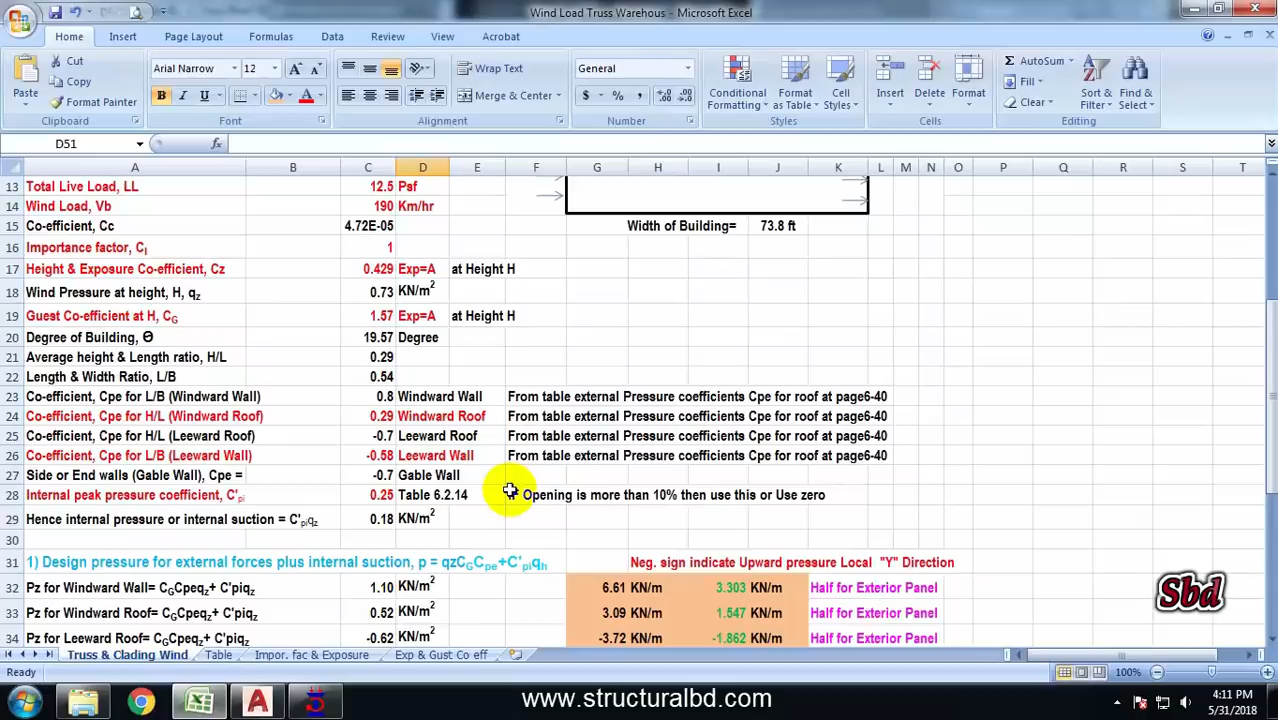 Wind Load Truss Warehous - Microsoft Excel
Home Insert Page Layout Formulas Data Review View Acrobat
Paste
Cut
Copy
Format Painter
Clipboard
Arial Narrow 12
B I U
Font
Wrap Text
Merge & Center
Alignment
General
$ % ,
Number
Conditional Formatting
Format as Table
Cell Styles
Styles
Insert
Delete
Format
Cells
AutoSum
Fill
Clear
Sort & Filter
Find & Select
Editing
D51 fx
A B C D E F G H I J K L M N O P Q R S T
13 Total Live Load, LL 12.5 Psf
14 Wind Load, Vb 190 Km/hr
15 Co-efficient, Cc 4.72E-05 Width of Building= 73.8 ft
16 Importance factor, CI 1
17 Height & Exposure Co-efficient, Cz 0.429 Exp=A at Height H
18 Wind Pressure at height, H, qz 0.73 KN/m2
19 Guest Co-efficient at H, CG 1.57 Exp=A at Height H
20 Degree of Building, Θ 19.57 Degree
21 Average height & Length ratio, H/L 0.29
22 Length & Width Ratio, L/B 0.54
23 Co-efficient, Cpe for L/B (Windward Wall) 0.8 Windward Wall From table external Pressure coefficients Cpe for roof at page6-40
24 Co-efficient, Cpe for H/L (Windward Roof) 0.29 Windward Roof From table external Pressure coefficients Cpe for roof at page6-40
25 Co-efficient, Cpe for H/L (Leeward Roof) -0.7 Leeward Roof From table external Pressure coefficients Cpe for roof at page6-40
26 Co-efficient, Cpe for L/B (Leeward Wall) -0.58 Leeward Wall From table external Pressure coefficients Cpe for roof at page6-40
27 Side or End walls (Gable Wall), Cpe = -0.7 Gable Wall
28 Internal peak pressure coefficient, C'pi 0.25 Table 6.2.14 Opening is more than 10% then use this or Use zero
29 Hence internal pressure or internal suction = C'piqz 0.18 KN/m2
30
31 1) Design pressure for external forces plus internal suction, p = qzCGCpe+C'piqh Neg. sign indicate Upward pressure Local "Y" Direction
32 Pz for Windward Wall= CGCpeqz+ C'piqz 1.10 KN/m2 6.61 KN/m 3.303 KN/m Half for Exterior Panel
33 Pz for Windward Roof= CGCpeqz+ C'piqz 0.52 KN/m2 3.09 KN/m 1.547 KN/m Half for Exterior Panel
34 Pz for Leeward Roof= CGCpeqz+ C'piqz -0.62 KN/m2 -3.72 KN/m -1.862 KN/m Half for Exterior Panel
Sbd
Truss & Clading Wind Table Impor. fac & Exposure Exp & Gust Co eff
Ready 100%
www.structuralbd.com
4:11 PM
5/31/2018